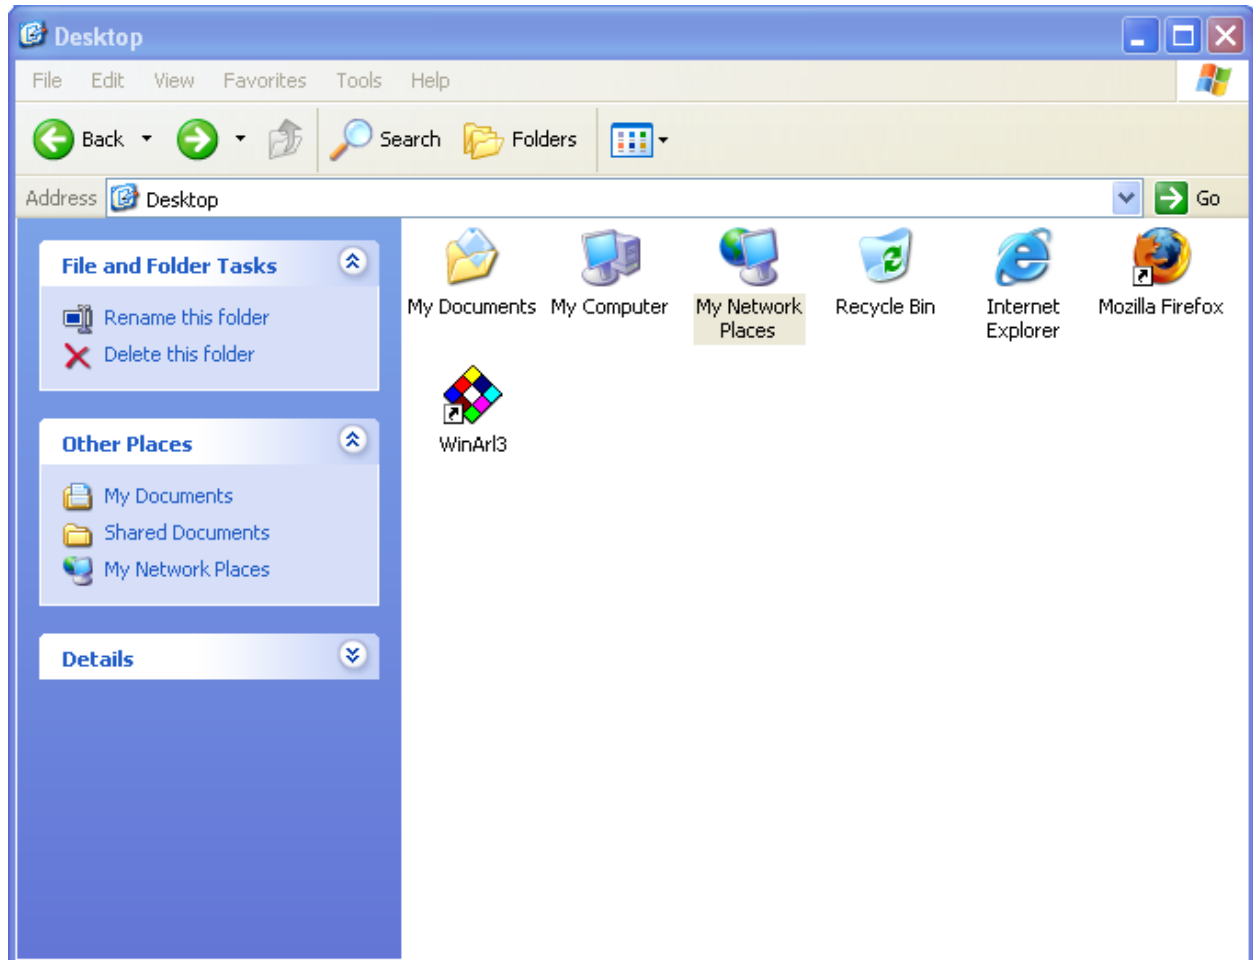 Desktop
File Edit View Favorites Tools Help
Back Search Folders
Address Desktop Go
File and Folder Tasks
Rename this folder
Delete this folder
Other Places
My Documents
Shared Documents
My Network Places
Details
My Documents My Computer My Network Places Recycle Bin Internet Explorer Mozilla Firefox
WinArl3